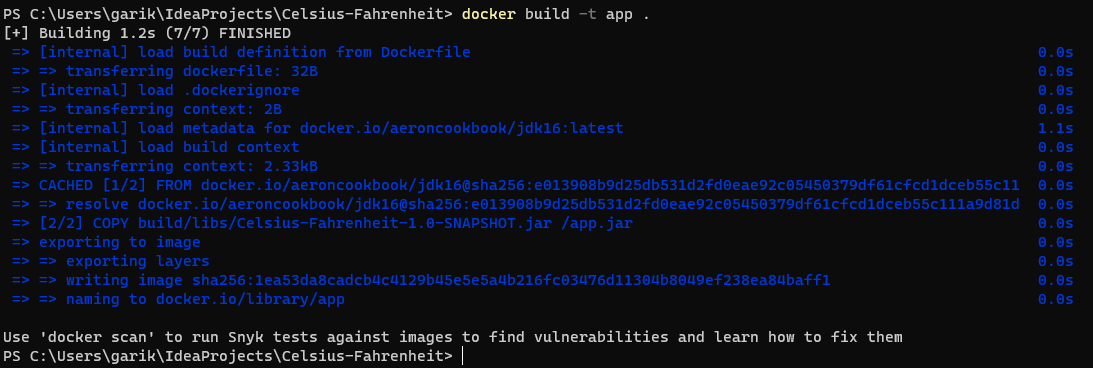 PS C:\Users\garik\IdeaProjects\Celsius-Fahrenheit> docker build -t app .
[+] Building 1.2s (7/7) FINISHED
=> [internal] load build definition from Dockerfile 0.0s
=> => transferring dockerfile: 32B 0.0s
=> [internal] load .dockerignore 0.0s
=> => transferring context: 2B 0.0s
=> [internal] load metadata for docker.io/aeroncookbook/jdk16:latest 1.1s
=> [internal] load build context 0.0s
=> => transferring context: 2.33kB 0.0s
=> CACHED [1/2] FROM docker.io/aeroncookbook/jdk16@sha256:e013908b9d25db531d2fd0eae92c05450379df61cfcd1dceb55c11 0.0s
=> => resolve docker.io/aeroncookbook/jdk16@sha256:e013908b9d25db531d2fd0eae92c05450379df61cfcd1dceb55c111a9d81d 0.0s
=> [2/2] COPY build/libs/Celsius-Fahrenheit-1.0-SNAPSHOT.jar /app.jar 0.0s
=> exporting to image 0.0s
=> => exporting layers 0.0s
=> => writing image sha256:1ea53da8cadcb4c4129b45e5e5a4b216fc03476d11304b8049ef238ea84baff1 0.0s
=> => naming to docker.io/library/app 0.0s
Use 'docker scan' to run Snyk tests against images to find vulnerabilities and learn how to fix them
PS C:\Users\garik\IdeaProjects\Celsius-Fahrenheit>